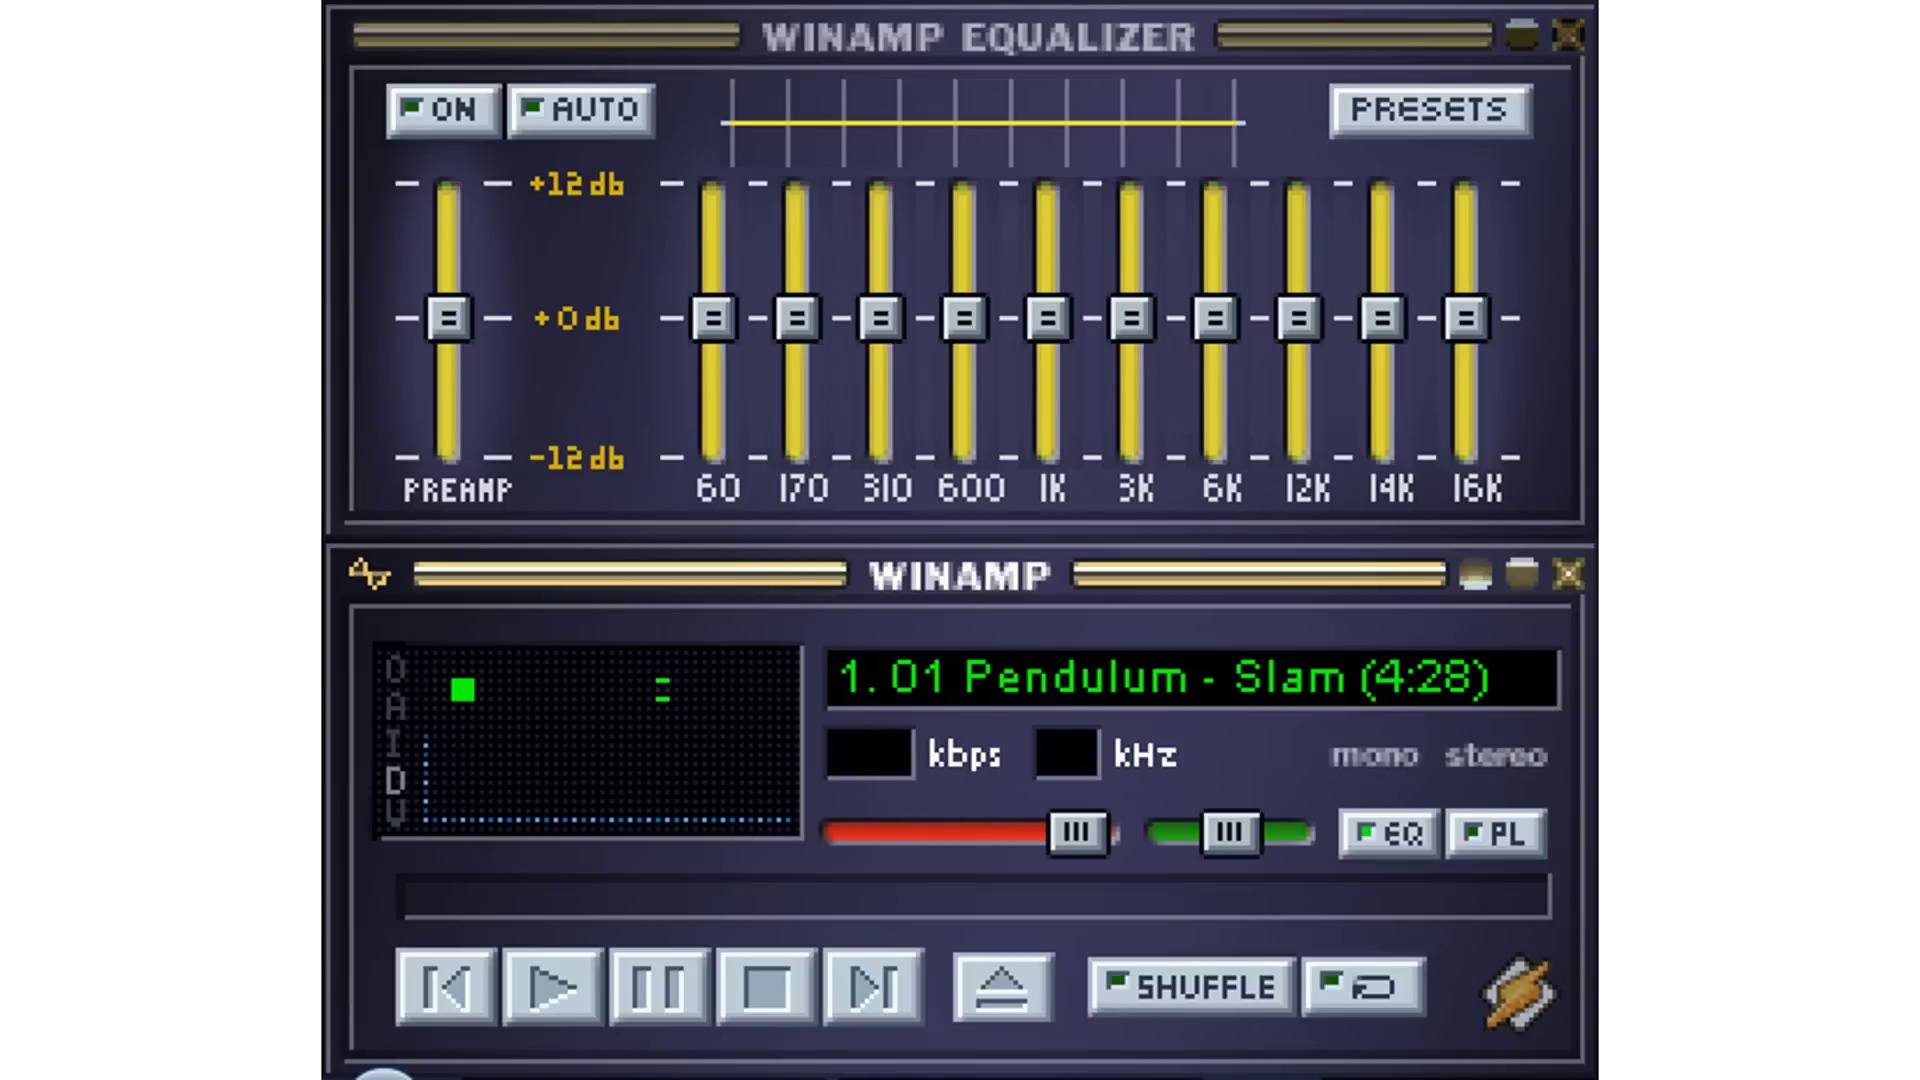 WINAMP EQUALIZER
ON AUTO PRESETS
+12 db
+0 db
-12 db
PREAMP 60 170 310 600 1K 3K 6K 12K 14K 16K
WINAMP
O
A
I
D
V
1. 01 Pendulum - Slam (4:28)
kbps kHz mono stereo
EQ PL
SHUFFLE